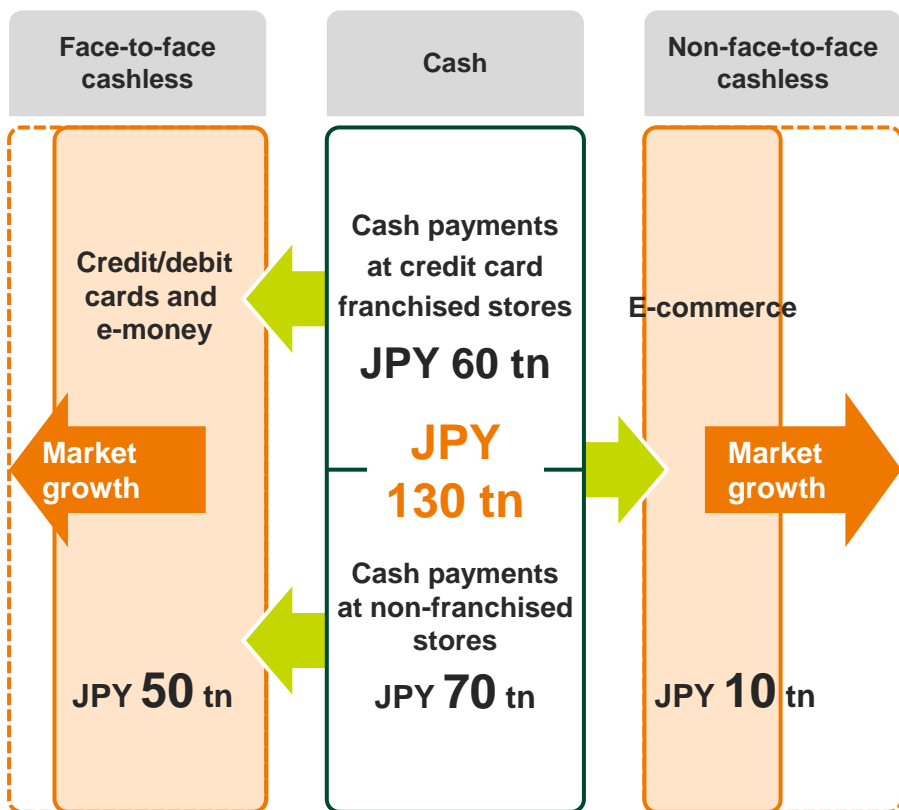 Face-to-face
cashless
Cash
Non-face-to-face
cashless
Credit/debit
cards and
e-money
Market
growth
JPY 50 tn
Cash payments
at credit card
franchised stores
JPY 60 tn
JPY
130 tn
Cash payments
at non-franchised
stores
JPY 70 tn
E-commerce
Market
growth
JPY 10 tn